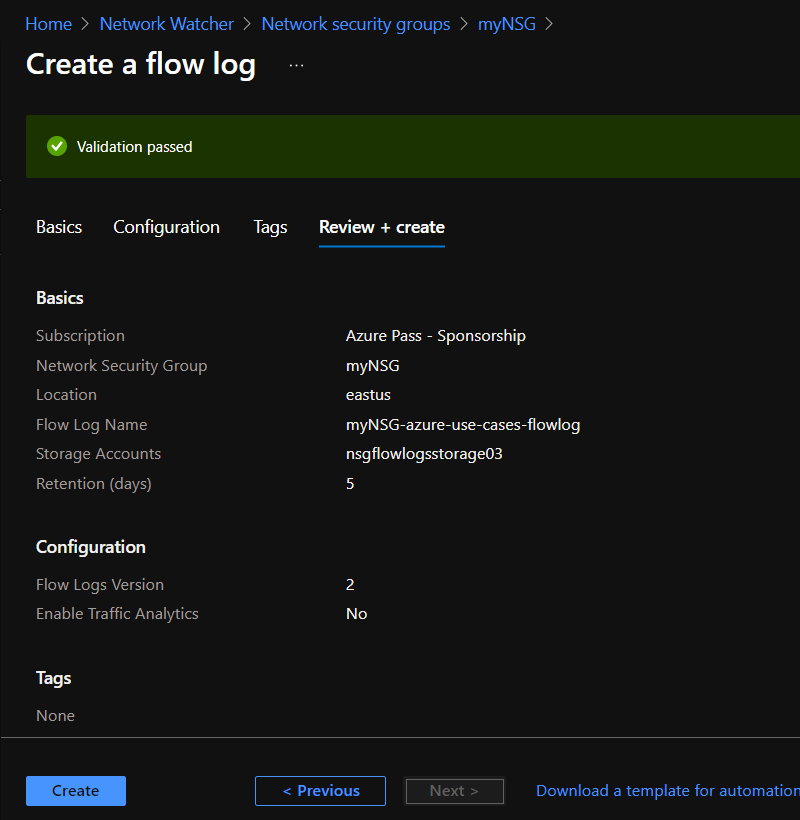 Home > Network Watcher > Network security groups > myNSG >
Create a flow log ...
Validation passed
Basics Configuration Tags Review + create
Basics
Subscription Azure Pass - Sponsorship
Network Security Group myNSG
Location eastus
Flow Log Name myNSG-azure-use-cases-flowlog
Storage Accounts nsgflowlogsstorage03
Retention (days) 5
Configuration
Flow Logs Version 2
Enable Traffic Analytics No
Tags
None
Create < Previous Next > Download a template for automation